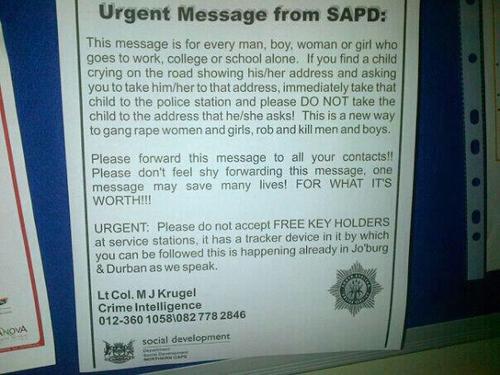 Urgent Message from SAPD:
This message is for every man, boy, woman or girl who
goes to work, college or school alone. If you find a child
crying on the road showing his/her address and asking
you to take him/her to that address, immediately take that
child to the police station and please DO NOT take the
child to the address that he/she asks! This is a new way
to gang rape women and girls, rob and kill men and boys.
Please forward this message to all your contacts!!
Please don't feel shy forwarding this message, one
message may save many lives! FOR WHAT IT'S
WORTH!!!
URGENT: Please do not accept FREE KEY HOLDERS
at service stations, it has a tracker device in it by which
you can be followed this is happening already in Jo'burg
& Durban as we speak.
Lt Col. M J Krugel
Crime Intelligence
012-360 1058\082 778 2846
social development
Department:
Social Development
NORTHERN CAPE